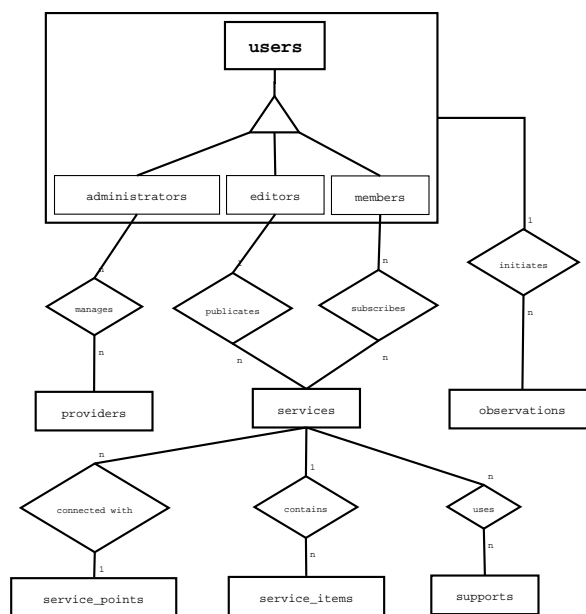 users
administrators
editors
members
n
1
n
1
manages
publicates
subscribes
initiates
n
n
n
n
providers
services
observations
n
1
n
connected with
contains
uses
1
n
n
service_points
service_items
supports